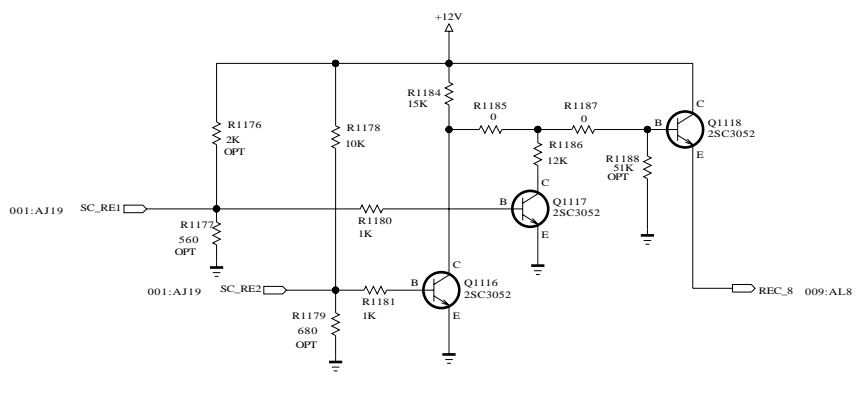 +12V
R1184
15K
R1185
0
R1187
0
C
B
Q1118
2SC3052
E
R1176
2K
OPT
R1178
10K
R1186
12K
R1188
51K
OPT
C
B
Q1117
2SC3052
E
001:AJ19
SC_RE1
R1177
560
OPT
R1180
1K
C
B
Q1116
2SC3052
E
001:AJ19
SC_RE2
R1181
1K
REC_8
009:AL8
R1179
680
OPT